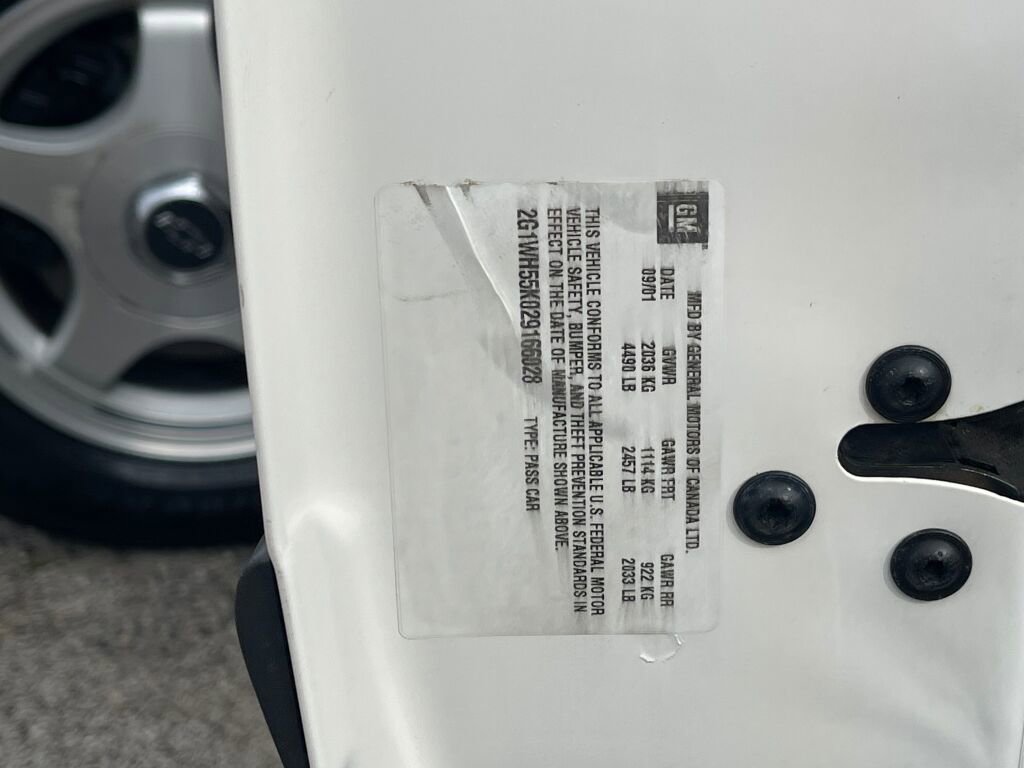 GM
MFD BY GENERAL MOTORS OF CANADA LTD.
DATE GVWR GAWR FRT GAWR RR
09/01 2036 KG 1114 KG 922 KG
4490 LB 2457 LB 2033 LB
THIS VEHICLE CONFORMS TO ALL APPLICABLE U.S. FEDERAL MOTOR
VEHICLE SAFETY, BUMPER, AND THEFT PREVENTION STANDARDS IN
EFFECT ON THE DATE OF MANUFACTURE SHOWN ABOVE.
2G1WH55K029166028 TYPE: PASS CAR